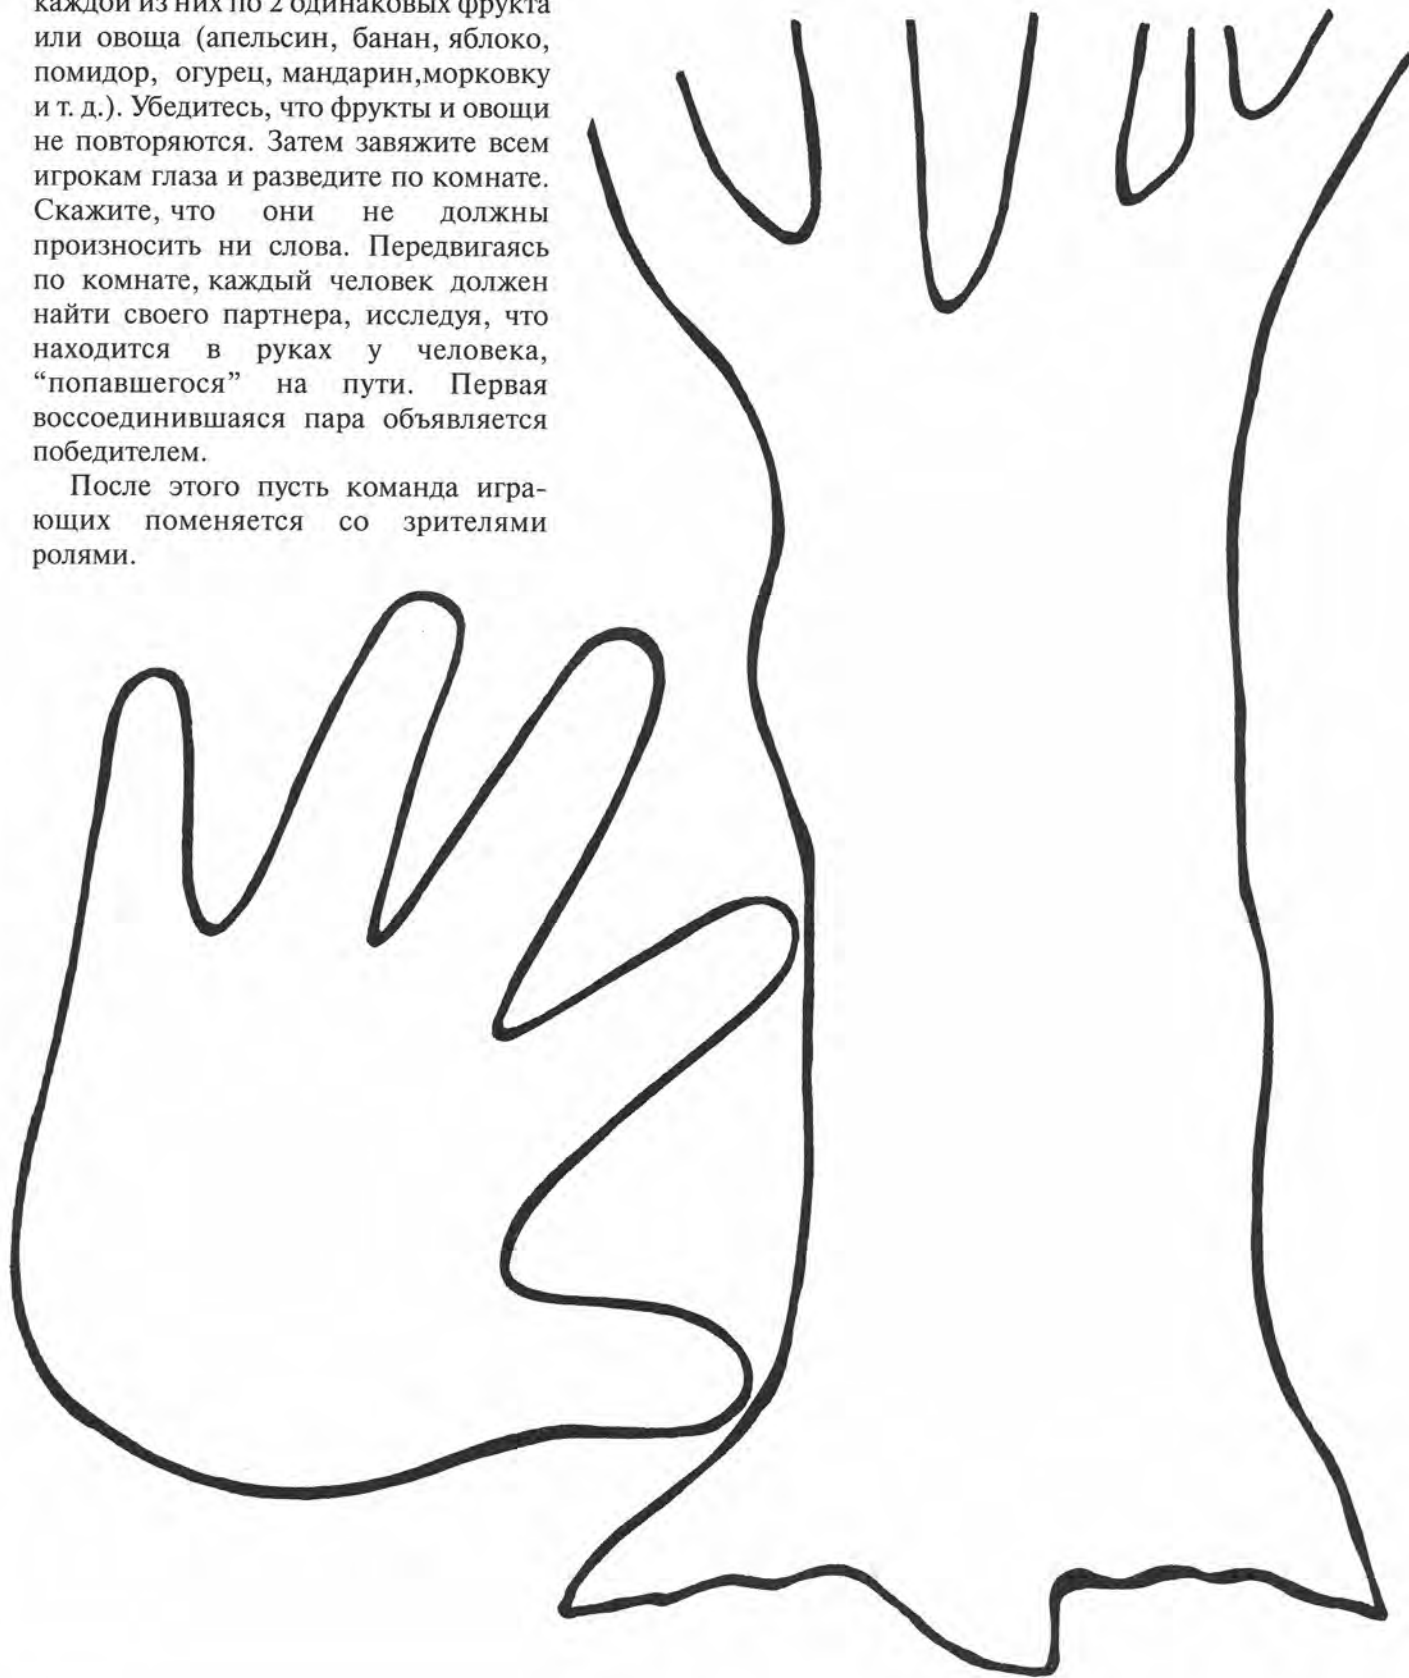 каждой из них по 2 одинаковых фрукта
или овоща (апельсин, банан, яблоко,
помидор, огурец, мандарин,морковку
и т. д.). Убедитесь, что фрукты и овощи
не повторяются. Затем завяжите всем
игрокам глаза и разведите по комнате.
Скажите, что они не должны
произносить ни слова. Передвигаясь
по комнате, каждый человек должен
найти своего партнера, исследуя, что
находится в руках у человека,
“попавшегося” на пути. Первая
воссоединившаяся пара объявляется
победителем.
После этого пусть команда игра-
ющих поменяется со зрителями
ролями.